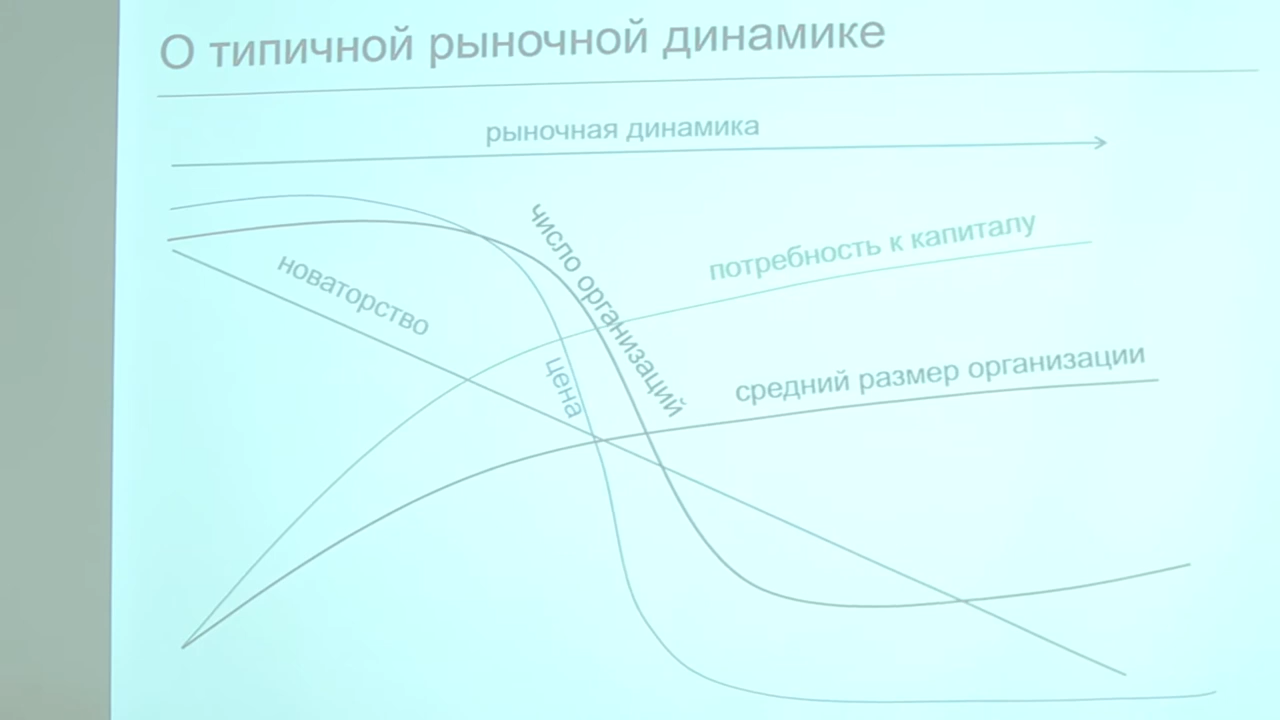 О типичной рыночной динамике
рыночная динамика
число организаций
потребность к капиталу
новаторство
цена
средний размер организации